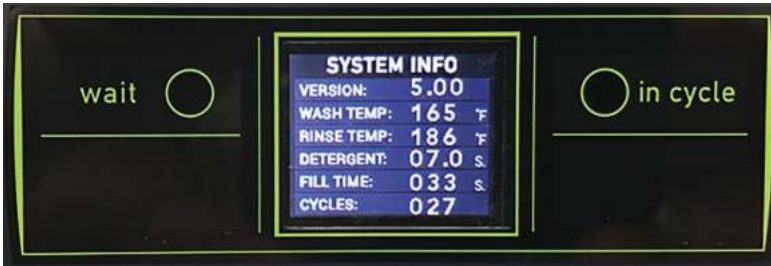 wait
SYSTEM INFO
VERSION: 5.00
WASH TEMP: 165 °F
RINSE TEMP: 186 °F
DETERGENT: 07.0 S.
FILL TIME: 033 S.
CYCLES: 027
in cycle